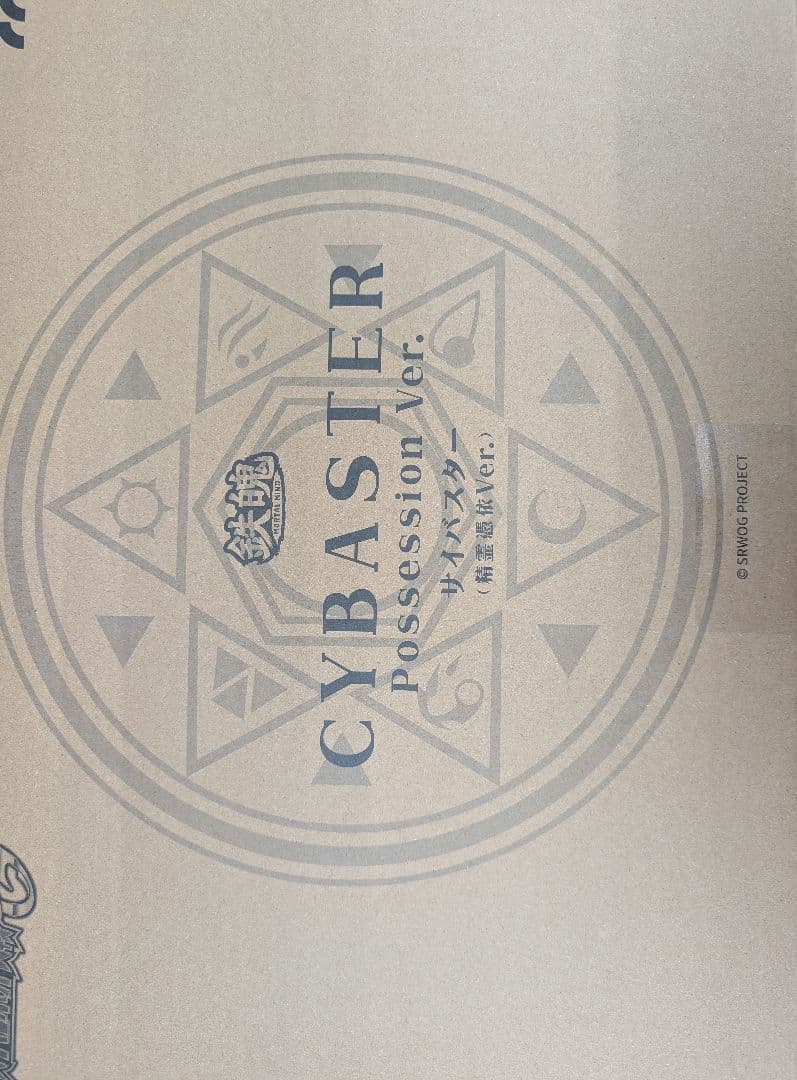 鉄魄
MORTAL MIND
CYBASTER
Possession Ver.
サイバスター
（精霊憑依Ver.）
© SRWOG PROJECT